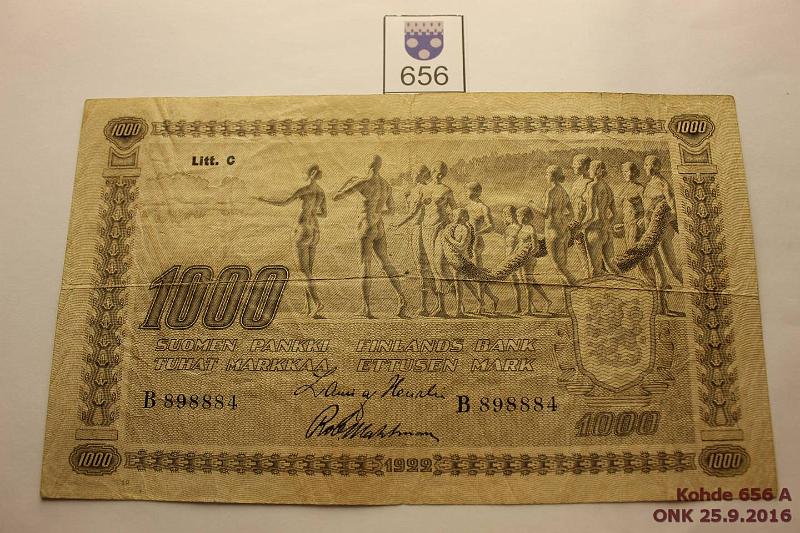 656
1000 1000
Litt. C
1000
SUOMEN PANKKI FINLANDS BANK
TUHAT MARKKAA ETTUSEN MARK
B 898884 B 898884
1000
1000 1922 1000
Kohde 656 A
ONK 25.9.2016